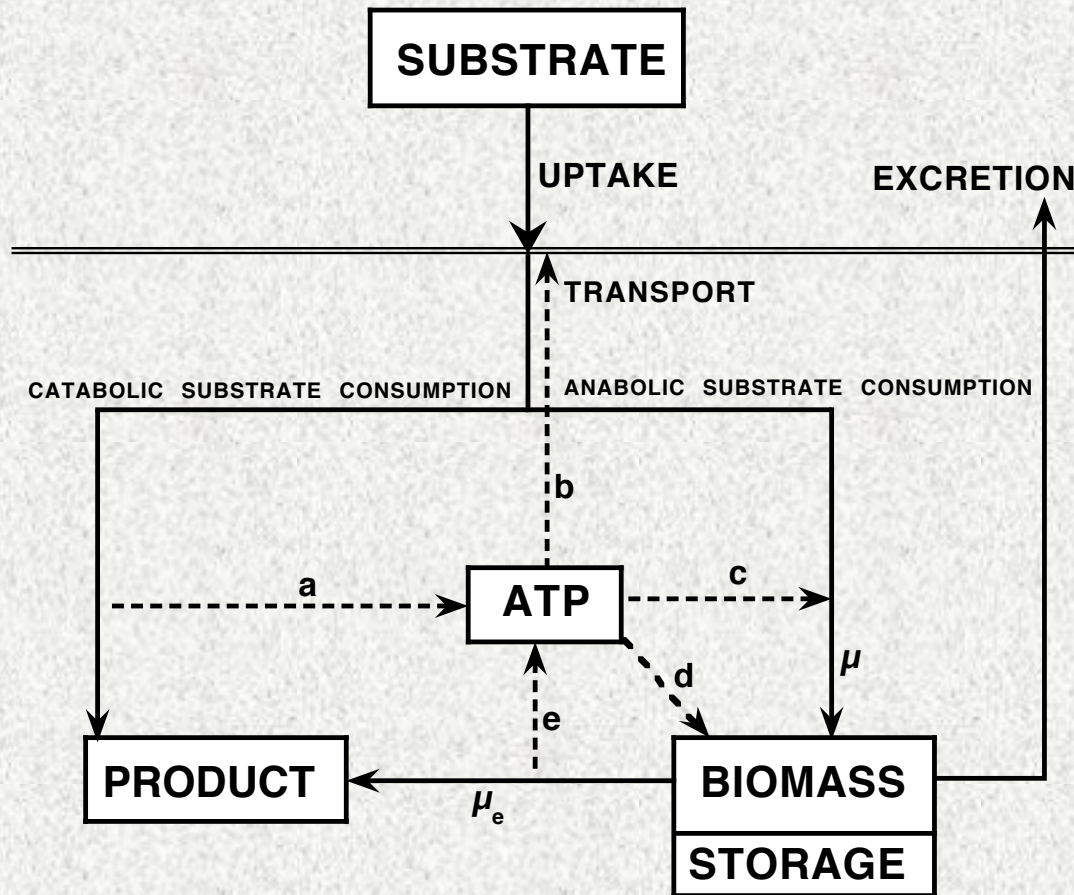 SUBSTRATE
UPTAKE
EXCRETION
TRANSPORT
CATABOLIC SUBSTRATE CONSUMPTION
ANABOLIC SUBSTRATE CONSUMPTION
b
a
ATP
c
μ
d
e
PRODUCT
μe
BIOMASS
STORAGE